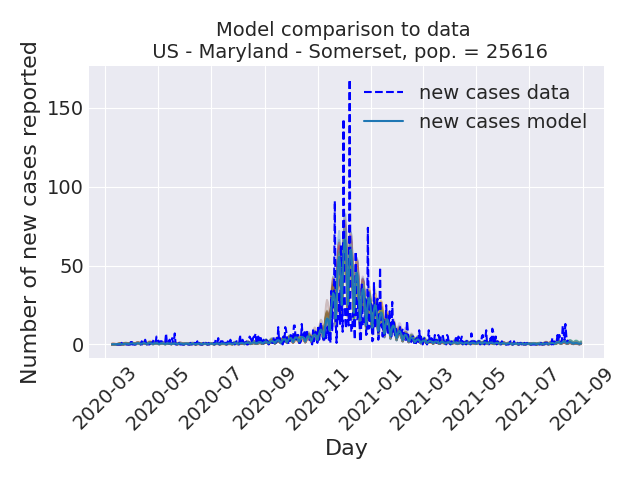 Model comparison to data
US - Maryland - Somerset, pop. = 25616
Number of new cases reported
150
100
50
0
new cases data
new cases model
2020-03
2020-05
2020-07
2020-09
2020-11
2021-01
2021-03
2021-05
2021-07
2021-09
Day